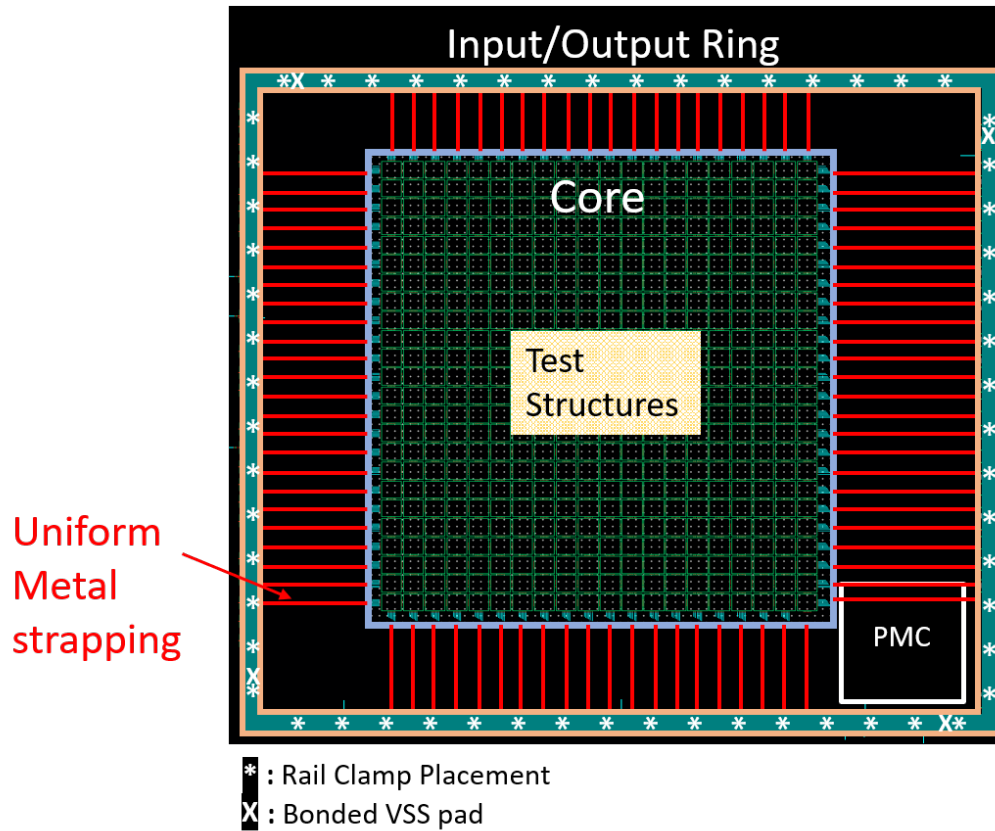 Input/Output Ring
Core
Test
Structures
Uniform
Metal
strapping
PMC
* : Rail Clamp Placement
X : Bonded VSS pad